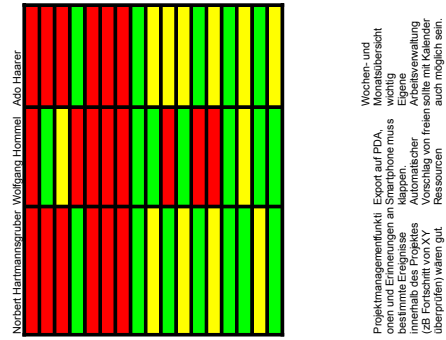 Norbert Hartmannsgruber
Wolfgang Hommel
Ado Haarer
Projektmanagementfunkti
onen und Erinnerungen an
bestimmte Ereignisse
innerhalb des Projektes
(zB Fortschritt von XY
überprüfen) wären gut.
Export auf PDA,
Smartphone muss
klappen.
Automatischer
Vorschlag von freien
Ressourcen
Wochen- und
Monatsübersicht
wichtig
Eigene
Arbeitsverwaltung
sollte mit Kalender
auch möglich sein.